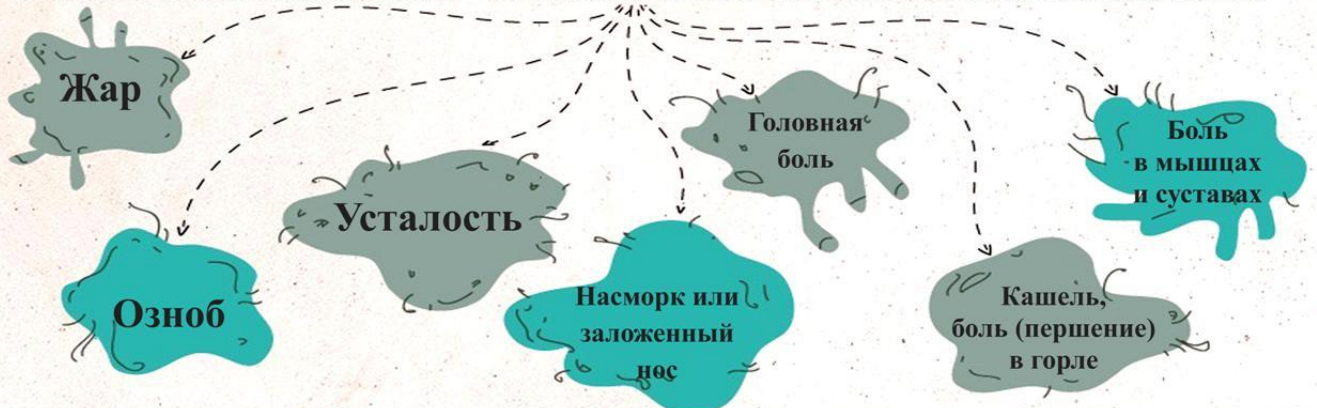 Жар
Озноб
Усталость
Насморк или
заложенный
нос
Головная
боль
Кашель,
боль (першение)
в горле
Боль
в мышцах
и суставах